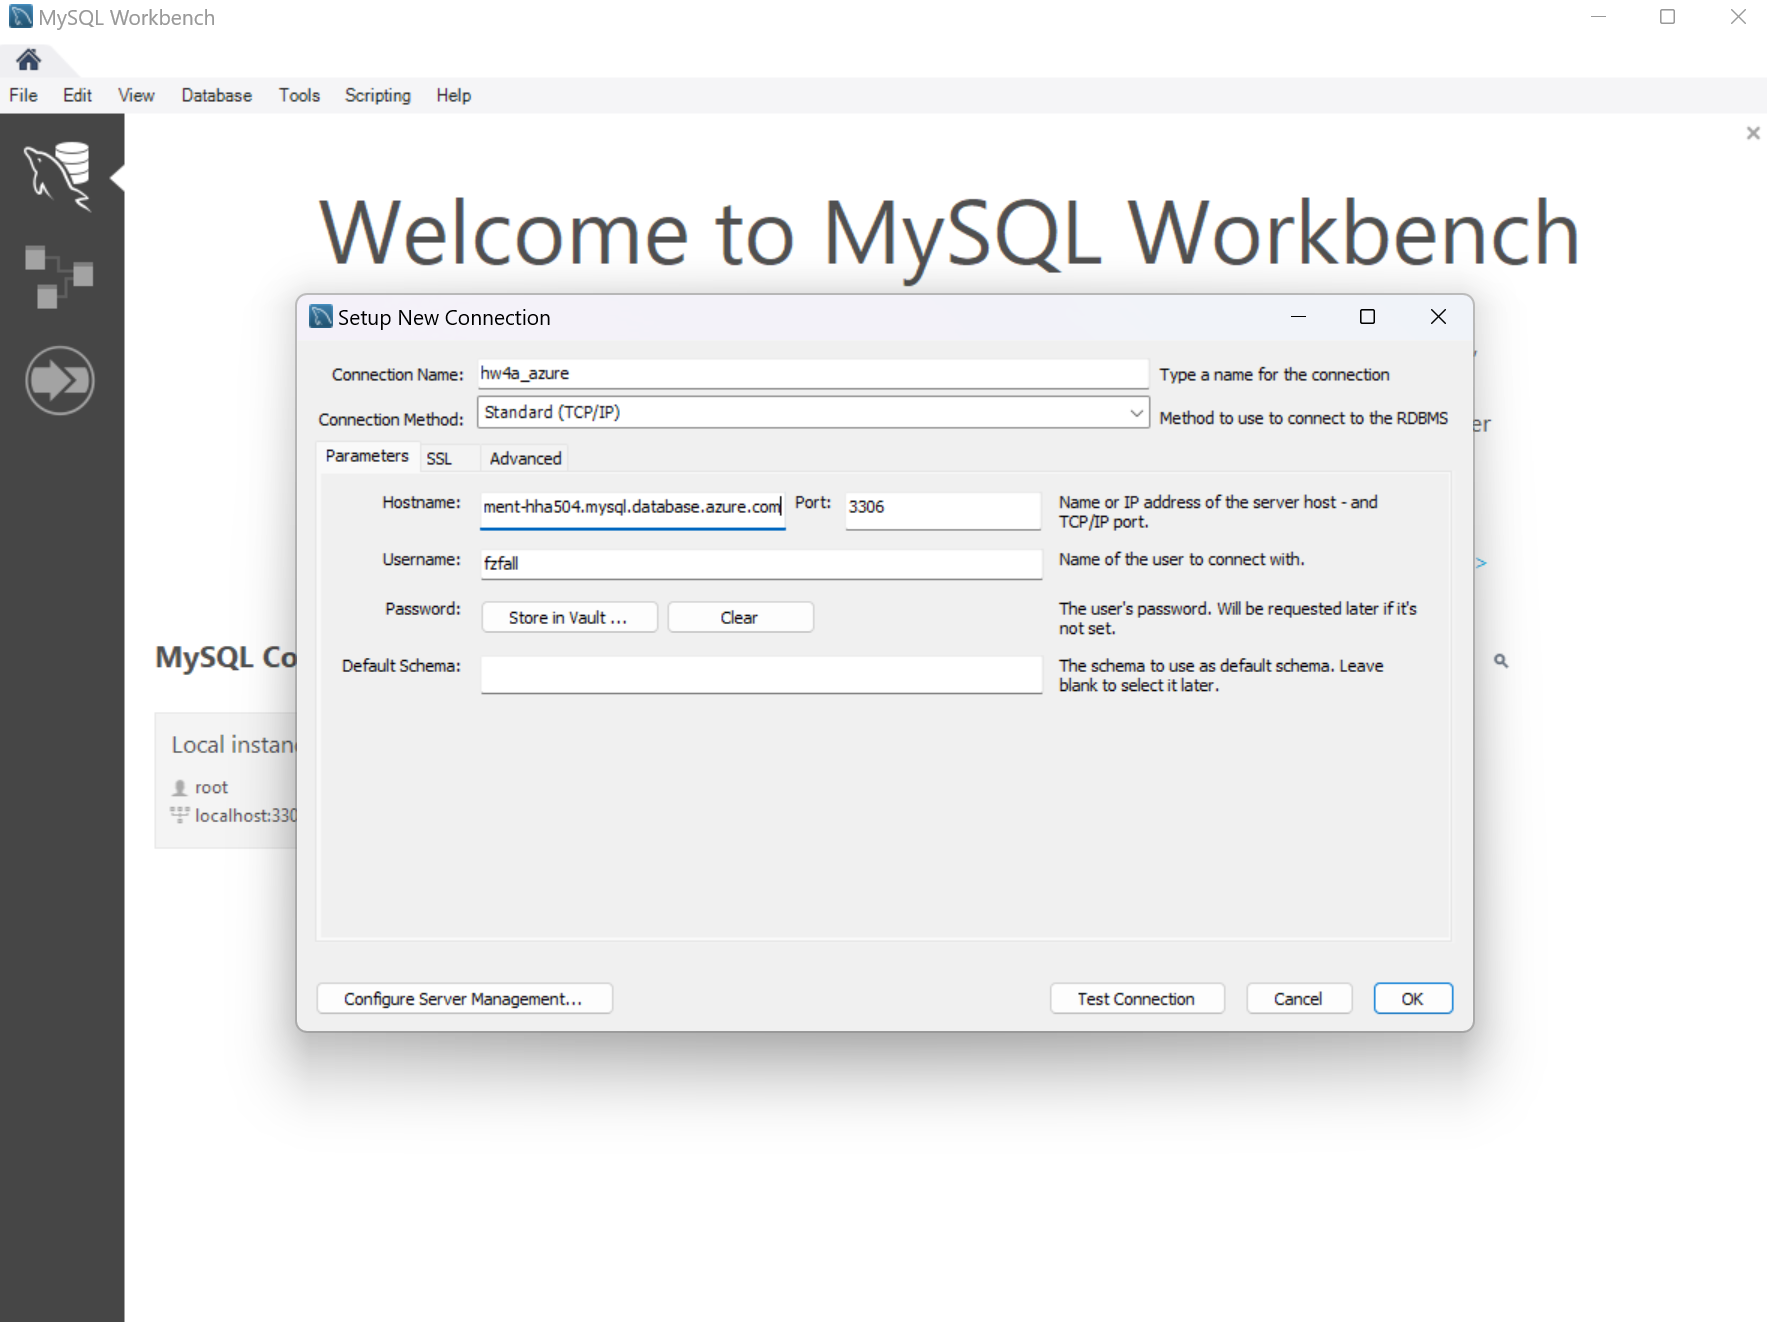 MySQL Workbench
File Edit View Database Tools Scripting Help
Welcome to MySQL Workbench
Setup New Connection
Connection Name: hw4a_azure Type a name for the connection
Connection Method: Standard (TCP/IP) Method to use to connect to the RDBMS
er
Parameters SSL Advanced
Hostname: ment-hha504.mysql.database.azure.com Port: 3306 Name or IP address of the server host - and
TCP/IP port.
Username: fzfall Name of the user to connect with.
>
Password: Store in Vault ... Clear The user's password. Will be requested later if it's
not set.
MySQL Co
Default Schema: The schema to use as default schema. Leave
blank to select it later.
Local instan
root
localhost:330
Configure Server Management... Test Connection Cancel OK